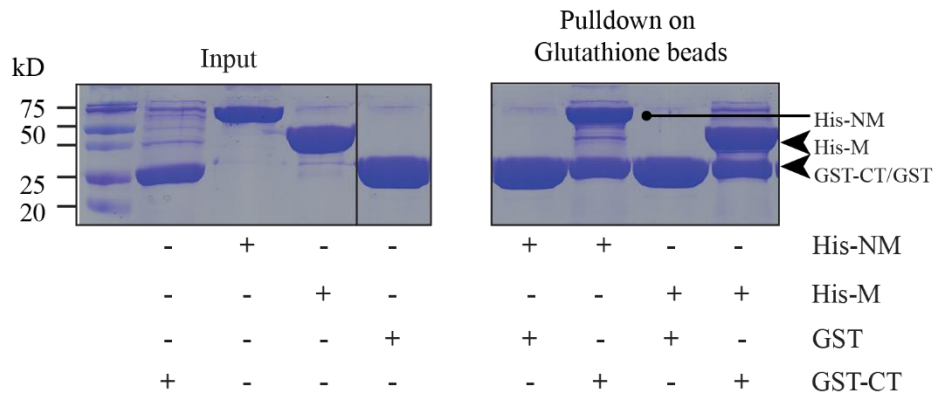 Pulldown on
Glutathione beads
Input
kD
75
50
25
20
His-NM
His-M
GST-CT/GST
- + - - + + - - His-NM
- - + - - - + + His-M
- - - + + - + - GST
+ - - - - + - + GST-CT